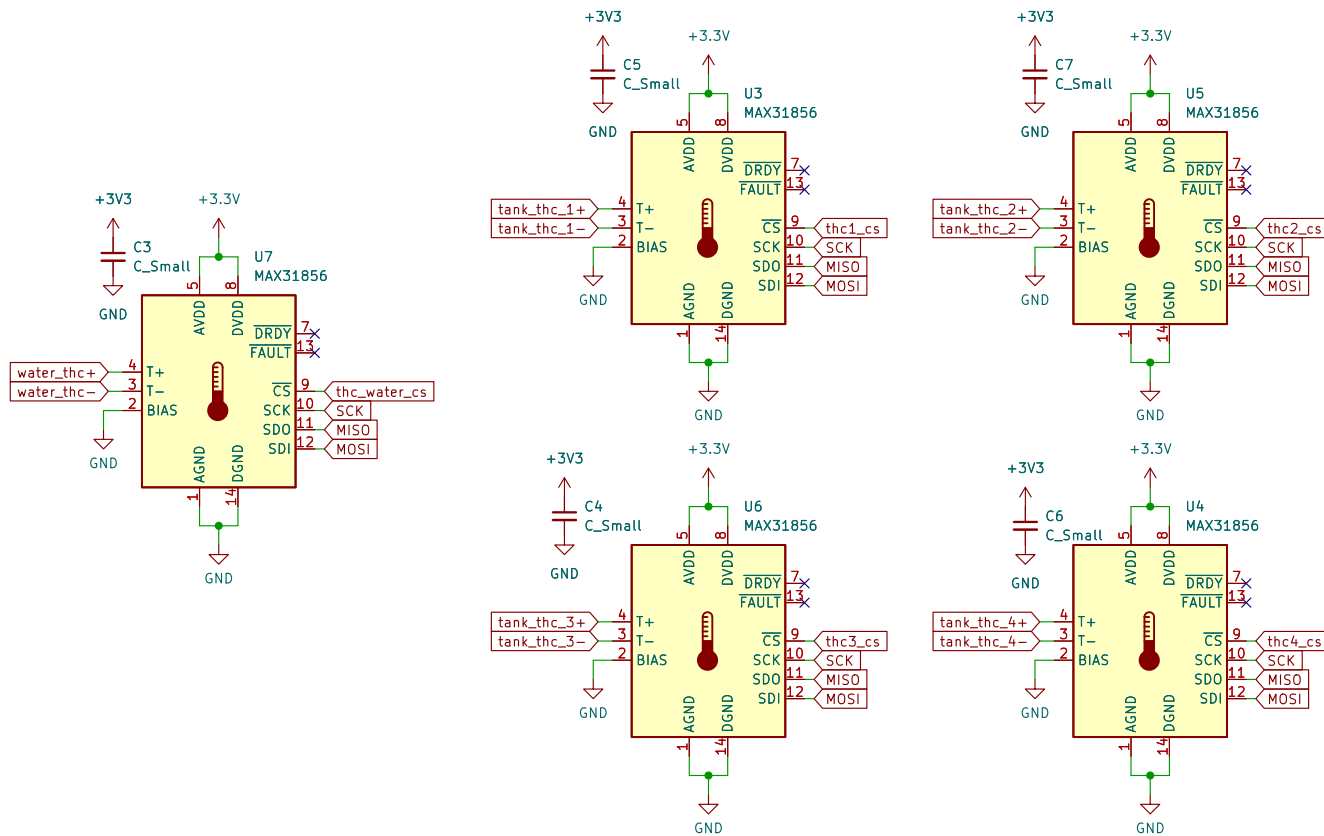 +3V3
+3.3V
C3
C_Small
GND
U7
MAX31856
5
8
AVDD
DVDD
DRDY
7
FAULT
13
water_thc+
4
T+
water_thc-
3
T-
2
BIAS
GND
CS
9
thc_water_cs
SCK
10
SCK
SDO
11
MISO
SDI
12
MOSI
AGND
DGND
1
14
GND
+3V3
+3.3V
C5
C_Small
GND
U3
MAX31856
5
8
AVDD
DVDD
DRDY
7
FAULT
13
tank_thc_1+
4
T+
tank_thc_1-
3
T-
2
BIAS
GND
CS
9
thc1_cs
SCK
10
SCK
SDO
11
MISO
SDI
12
MOSI
AGND
DGND
1
14
GND
+3V3
+3.3V
C7
C_Small
GND
U5
MAX31856
5
8
AVDD
DVDD
DRDY
7
FAULT
13
tank_thc_2+
4
T+
tank_thc_2-
3
T-
2
BIAS
GND
CS
9
thc2_cs
SCK
10
SCK
SDO
11
MISO
SDI
12
MOSI
AGND
DGND
1
14
GND
+3V3
+3.3V
C4
C_Small
GND
U6
MAX31856
5
8
AVDD
DVDD
DRDY
7
FAULT
13
tank_thc_3+
4
T+
tank_thc_3-
3
T-
2
BIAS
GND
CS
9
thc3_cs
SCK
10
SCK
SDO
11
MISO
SDI
12
MOSI
AGND
DGND
1
14
GND
+3V3
+3.3V
C6
C_Small
GND
U4
MAX31856
5
8
AVDD
DVDD
DRDY
7
FAULT
13
tank_thc_4+
4
T+
tank_thc_4-
3
T-
2
BIAS
GND
CS
9
thc4_cs
SCK
10
SCK
SDO
11
MISO
SDI
12
MOSI
AGND
DGND
1
14
GND